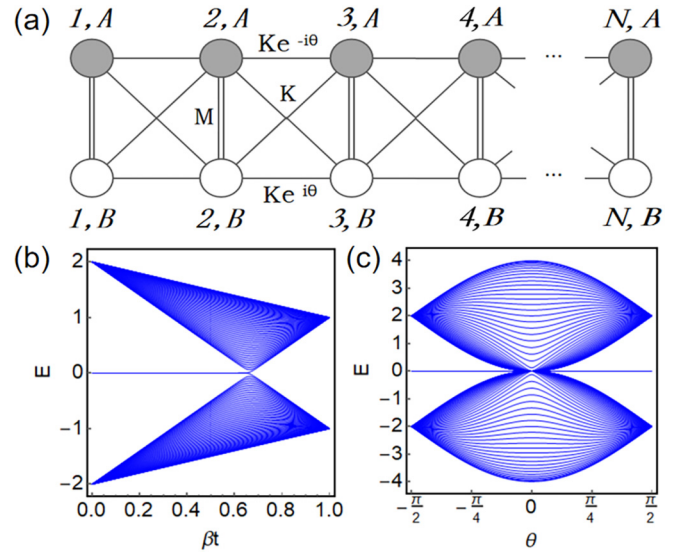 (a)
1, A 2, A 3, A 4, A N, A
Ke -iθ
...
K
M
Ke iθ
...
1, B 2, B 3, B 4, B N, B
(b)
2
1
0
−1
−2
E
0.0 0.2 0.4 0.6 0.8 1.0
βt
(c)
4
3
2
1
0
−1
−2
−3
−4
E
−π/2 −π/4 0 π/4 π/2
θ